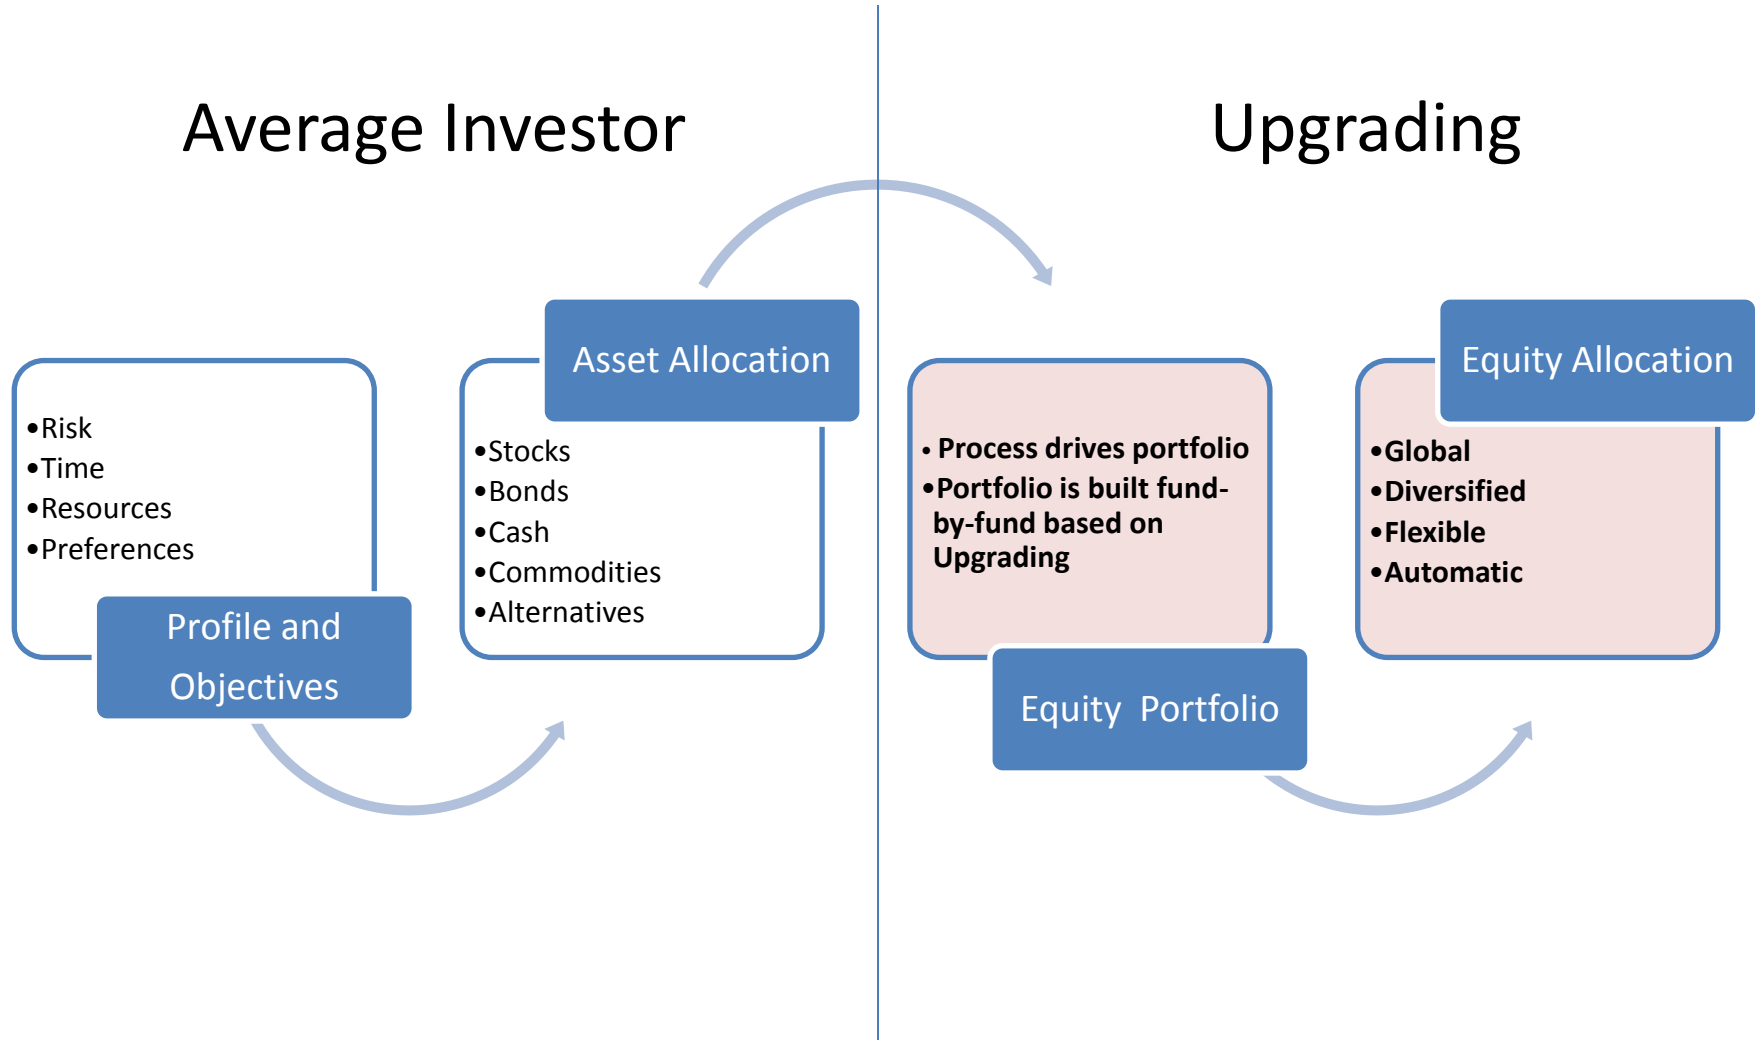 Average Investor
Upgrading
•Risk
•Time
•Resources
•Preferences
Profile and
Objectives
Asset Allocation
•Stocks
•Bonds
•Cash
•Commodities
•Alternatives
• Process drives portfolio
•Portfolio is built fund-
by-fund based on
Upgrading
Equity  Portfolio
Equity Allocation
•Global
•Diversified
•Flexible
•Automatic